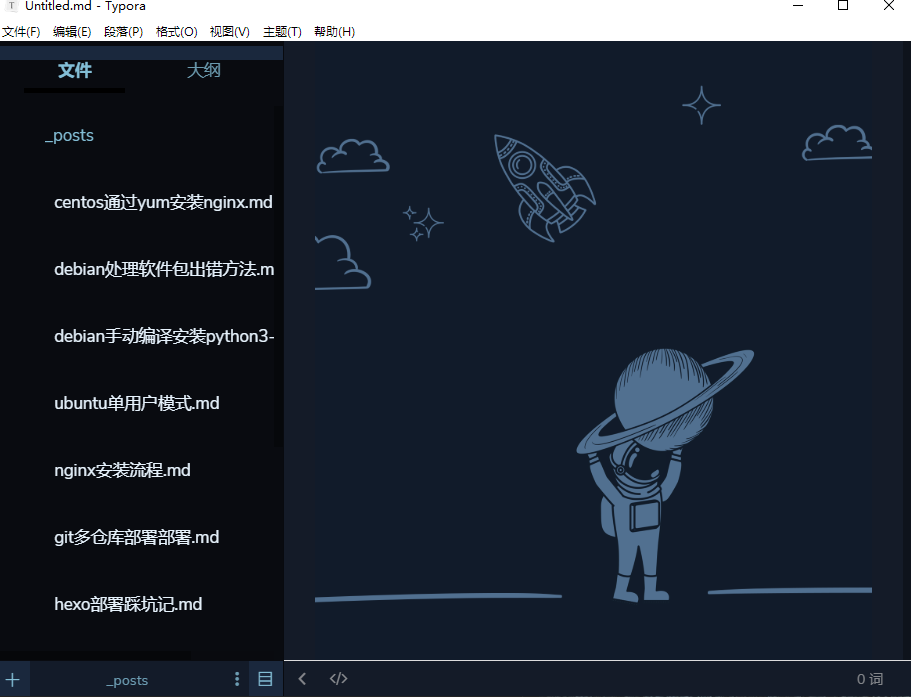 T Untitled.md - Typora
文件(F) 编辑(E) 段落(P) 格式(O) 视图(V) 主题(T) 帮助(H)
文件 大纲
_posts
centos通过yum安装nginx.md
debian处理软件包出错方法.m
debian手动编译安装python3-
ubuntu单用户模式.md
nginx安装流程.md
git多仓库部署部署.md
hexo部署踩坑记.md
_posts
0 词